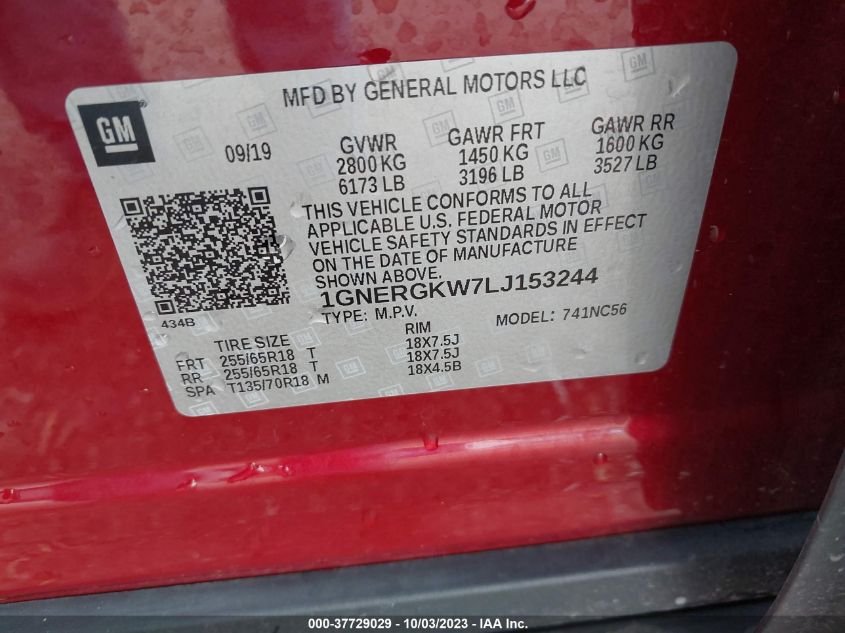 MFD BY GENERAL MOTORS LLC
GM
09/19
GVWR GAWR FRT GAWR RR
2800 KG 1450 KG 1600 KG
6173 LB 3196 LB 3527 LB
THIS VEHICLE CONFORMS TO ALL
APPLICABLE U.S. FEDERAL MOTOR
VEHICLE SAFETY STANDARDS IN EFFECT
ON THE DATE OF MANUFACTURE
SHOWN ABOVE.
1GNERGKW7LJ153244
434B
TYPE: M.P.V. MODEL: 741NC56
TIRE SIZE RIM
FRT 255/65R18 T 18X7.5J
RR 255/65R18 T 18X7.5J
SPA T135/70R18 M 18X4.5B
000-37729029 - 10/03/2023 - IAA Inc.